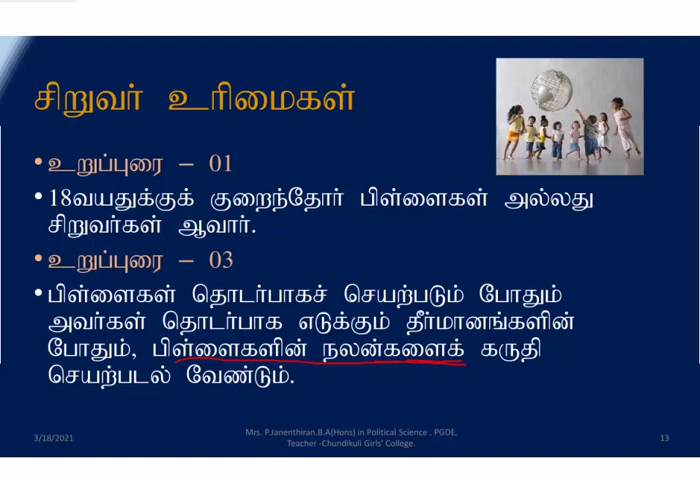 சிறுவர் உரிமைகள்
• உறுப்புரை – 01
• 18வயதுக்குக் குறைந்தோர் பிள்ளைகள் அல்லது
சிறுவர்கள் ஆவார்.
• உறுப்புரை – 03
• பிள்ளைகள் தொடர்பாகச் செயற்படும் போதும்
அவர்கள் தொடர்பாக எடுக்கும் தீர்மானங்களின்
போதும், பிள்ளைகளின் நலன்களைக் கருதி
செயற்படல் வேண்டும்.
3/18/2021
Mrs. P.Janenthiran.B.A(Hons) in Political Science , PGDE,
Teacher -Chundikuli Girls' College.
13